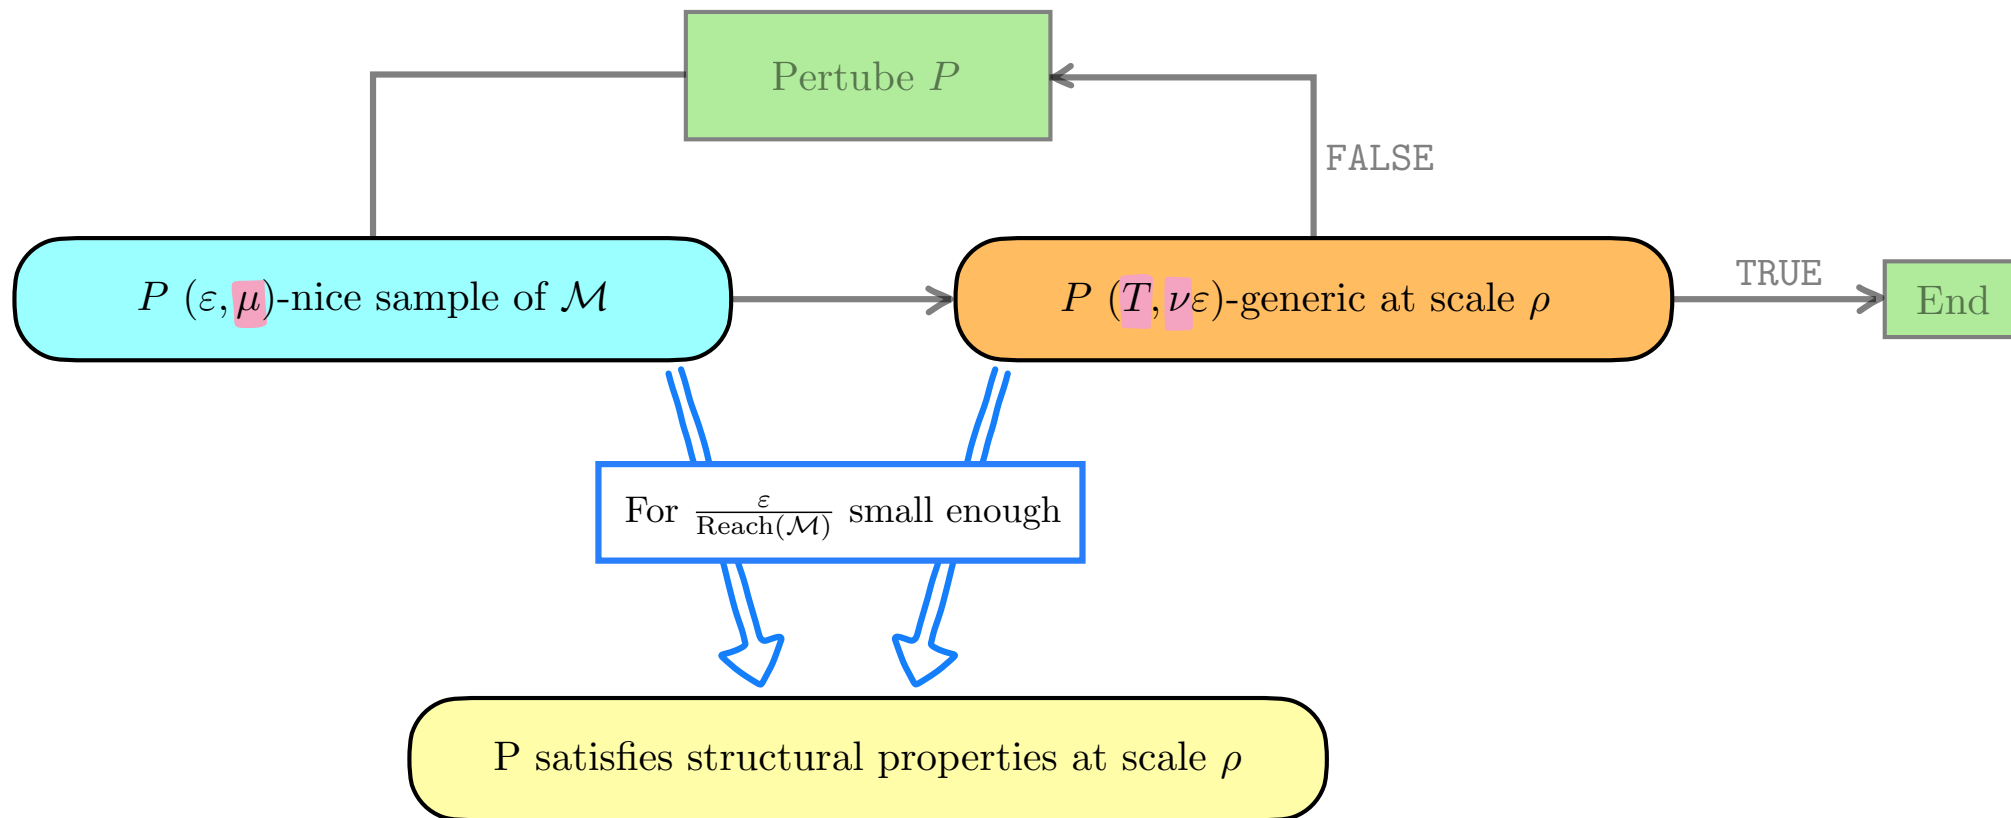 Pertube P
FALSE
P (ε, μ)-nice sample of ℳ
P (T, νε)-generic at scale ρ
TRUE
End
For ε/Reach(ℳ) small enough
P satisfies structural properties at scale ρ